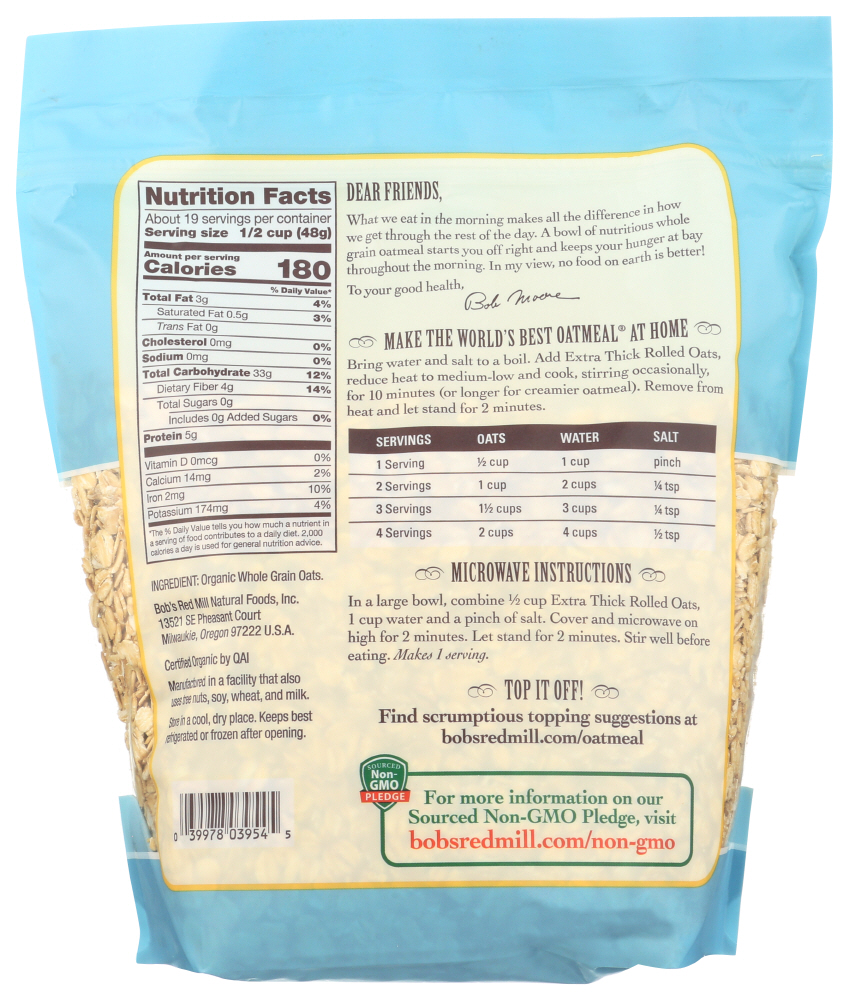 Nutrition Facts
About 19 servings per container
Serving size 1/2 cup (48g)
Amount per serving
Calories 180
% Daily Value*
Total Fat 3g 4%
Saturated Fat 0.5g 3%
Trans Fat 0g
Cholesterol 0mg 0%
Sodium 0mg 0%
Total Carbohydrate 33g 12%
Dietary Fiber 4g 14%
Total Sugars 0g
Includes 0g Added Sugars 0%
Protein 5g
Vitamin D 0mcg 0%
Calcium 14mg 2%
Iron 2mg 10%
Potassium 174mg 4%
*The % Daily Value tells you how much a nutrient in
a serving of food contributes to a daily diet. 2,000
calories a day is used for general nutrition advice.
INGREDIENT: Organic Whole Grain Oats.
Bob's Red Mill Natural Foods, Inc.
13521 SE Pheasant Court
Milwaukie, Oregon 97222 U.S.A.
Certified Organic by QAI
Manufactured in a facility that also
uses tree nuts, soy, wheat, and milk.
Store in a cool, dry place. Keeps best
refrigerated or frozen after opening.
0 39978 03954 5
DEAR FRIENDS,
What we eat in the morning makes all the difference in how
we get through the rest of the day. A bowl of nutritious whole
grain oatmeal starts you off right and keeps your hunger at bay
throughout the morning. In my view, no food on earth is better!
To your good health,
Bob Moore
MAKE THE WORLD'S BEST OATMEAL® AT HOME
Bring water and salt to a boil. Add Extra Thick Rolled Oats,
reduce heat to medium-low and cook, stirring occasionally,
for 10 minutes (or longer for creamier oatmeal). Remove from
heat and let stand for 2 minutes.
SERVINGS OATS WATER SALT
1 Serving ½ cup 1 cup pinch
2 Servings 1 cup 2 cups ¼ tsp
3 Servings 1½ cups 3 cups ¼ tsp
4 Servings 2 cups 4 cups ½ tsp
MICROWAVE INSTRUCTIONS
In a large bowl, combine ½ cup Extra Thick Rolled Oats,
1 cup water and a pinch of salt. Cover and microwave on
high for 2 minutes. Let stand for 2 minutes. Stir well before
eating. Makes 1 serving.
TOP IT OFF!
Find scrumptious topping suggestions at
bobsredmill.com/oatmeal
SOURCED
Non-
GMO
PLEDGE
For more information on our
Sourced Non-GMO Pledge, visit
bobsredmill.com/non-gmo